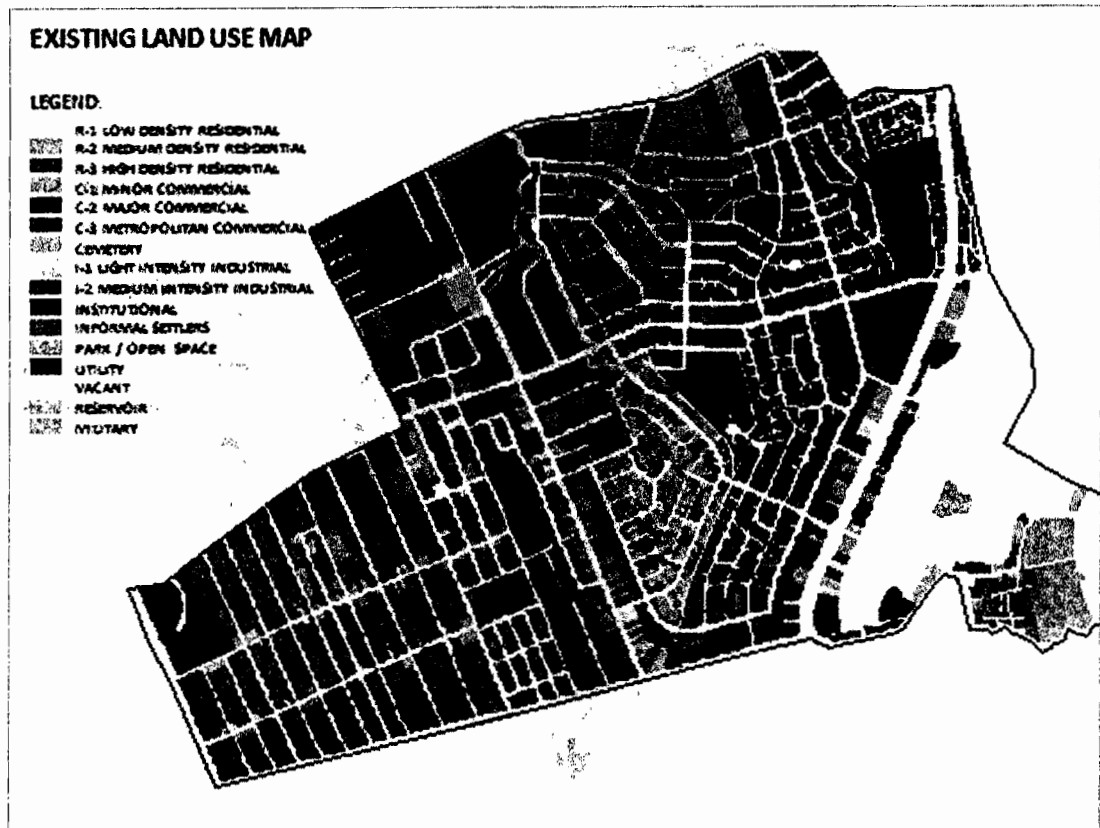 EXISTING LAND USE MAP
LEGEND:
R-1 LOW DENSITY RESIDENTIAL
R-2 MEDIUM DENSITY RESIDENTIAL
R-3 HIGH DENSITY RESIDENTIAL
C-1 MINOR COMMERCIAL
C-2 MAJOR COMMERCIAL
C-3 METROPOLITAN COMMERCIAL
CEMETERY
I-1 LIGHT INTENSITY INDUSTRIAL
I-2 MEDIUM INTENSITY INDUSTRIAL
INSTITUTIONAL
INFORMAL SETTLERS
PARK / OPEN SPACE
UTILITY
VACANT
RESERVOIR
MILITARY